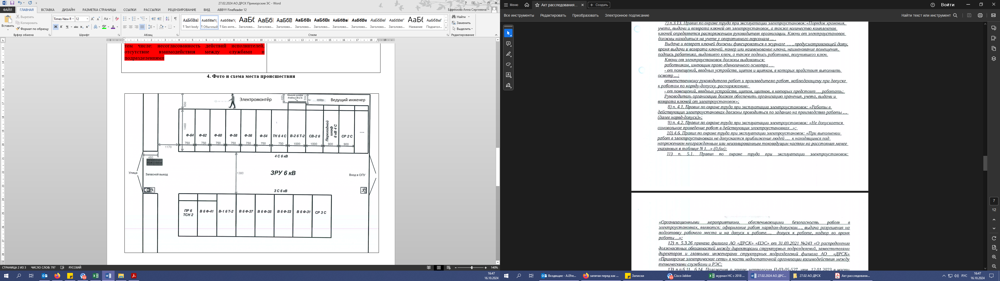 27.02.2024 АО ДРСК Приморские ЭС - Word
Ефремова Анна Сергеевна
ФАЙЛ ГЛАВНАЯ ВСТАВКА ДИЗАЙН РАЗМЕТКА СТРАНИЦЫ ССЫЛКИ РАССЫЛКИ РЕЦЕНЗИРОВАНИЕ ВИД ABBYY FineReader 12
Вставить
Вырезать
Копировать
Формат по образцу
Буфер обмена
Times New R 12
Шрифт
Абзац
Text body
Обычный
Без инте...
Заголово...
Заголово...
Заголово...
Заголово...
Заголово...
Заголово...
Заголово...
Заголово...
Заголово...
Название
Подзагол...
Стили
Найти
Заменить
Выделить
Редактирование
том числе: несогласованность действий исполнителей,
отсутствие взаимодействия между службами и
подразделениями
4. Фото и схема места происшествия
Электромонтёр
Крышка шкафа
ячейки СВ-2 6
Ведущий инженер
650
480
550
1460
Ф-64
Ф-62
Ф-60
Ф-58
Ф-56
Ф-54
ТН 6 4 С
В-2 6 Т-2
СВ-2 6
Переходной
шкаф
6 кВ 4 С
СР 2 С
....
1170 750 750 750 750 750 750 750 1000 1000 900 900
460
4 С 6 кВ
Улица
Запасной выход
1380
ЗРУ 6 кВ
Вход в ОПУ
3 С 6 кВ
ПР 6
ТСН 2
В 6 Ф-41
В-1 6 Т-2
В 6 Ф-37
В 6 Ф-35
В 6 Ф-33
В 6 Ф-31
СР 3 С
СТРАНИЦА 2 ИЗ 3 ЧИСЛО СЛОВ: 797 РУССКИЙ 140%
16:47
16.10.2024
Меню
Акт расследования...
Создать
Войти
Все инструменты Редактировать Преобразовать Электронное подписание
Найти текст или инструмент
7) п.3.13. Правил по охране труда при эксплуатации электроустановок:«Порядок хранения,
учета, выдачи и возврата ключей от электроустановок, а также количество комплектов
ключей определяется распоряжением руководителя организации. Ключи от электроустановок
должны находиться на учете у оперативного персонала ... .
Выдача и возврат ключей должны фиксироваться в журнале ... , предусматривающей дату,
время выдачи и возврата ключей, номер или наименование ключа, наименование помещения,
подпись работника, выдавшего ключ, а также подпись работника, получившего ключ.
Ключи от электроустановок должны выдаваться:
работникам, имеющим право единоличного осмотра ...
- от помещений, вводных устройств, щитов и щитков, в которых предстоит выполнить
осмотр ...;
ответственному руководителю работ и производителю работ, наблюдающему при допуске
к работам по наряду-допуску, распоряжению:
- от помещений, вводных устройств, щитов, щитков, в которых предстоит ... работать;
Руководитель организации должен обеспечить организацию хранения, учета, выдачи и
возврата ключей от электроустановок»;
8) п. 4.1. Правил по охране труда при эксплуатации электроустановок: «Работы в
действующих электроустановках должны проводиться по заданию на производство работы ...
(далее наряд-допуск)»;
9) п. 4.2. Правил по охране труда при эксплуатации электроустановок: «Не допускается
самовольное проведение работ в действующих электроустановках...»;
10) 4.6. Правил по охране труда при эксплуатации электроустановок: «При выполнении
работ в электроустановках не допускается приближение людей ... к находящимся под
напряжением неогражденным или неизолированным токоведущим частям на расстояния менее
указанных в таблице N 1...» (0,6м);
11) п. 5.1. Правил по охране труда при эксплуатации электроустановок:
«Организационными мероприятиями, обеспечивающими безопасность работ в
электроустановках, являются: оформление работ нарядом-допуском..., выдача разрешения на
подготовку рабочего места и на допуск к работе..., допуск к работе, надзор во время
работы ...»;
12) п. 5.3.26 приказа филиала АО «ДРСК» «ПЭС» от 31.03.2021 №243 «О распределении
должностных обязанностей между директорами структурных подразделений, заместителями
директоров и главными инженерами структурных подразделений филиала АО «ДРСК»
«Приморские электрические сети» в части недостаточной организации взаимодействия между
техническими службами и РЭС;
13) п.п.6.11., 6.14. Положения о группе метрологии П-03-05-527, утв. 12.01.2023 в части
7
12
Входящие - A.Efre...
запятая перед как ...
Записки
Cisco Jabber
журнал НС с 2018 ...
27.02.2024 АО ДРС...
27.02 АО ДРСК
Акт расследовани...
РУС
16:47
16.10.2024